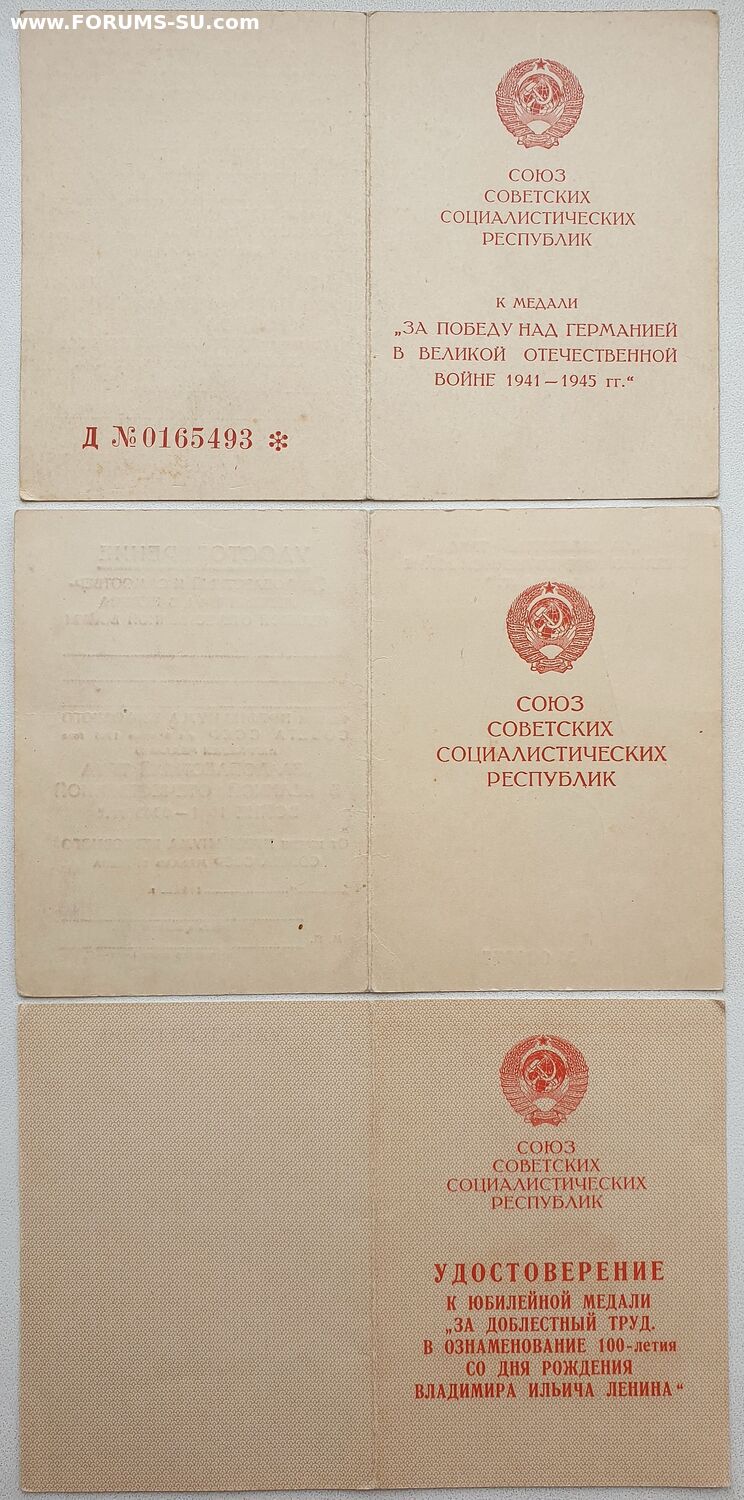 www.FORUMS-SU.com
СОЮЗ
СОВЕТСКИХ
СОЦИАЛИСТИЧЕСКИХ
РЕСПУБЛИК
К МЕДАЛИ
„ЗА ПОБЕДУ НАД ГЕРМАНИЕЙ
В ВЕЛИКОЙ ОТЕЧЕСТВЕННОЙ
ВОЙНЕ 1941—1945 гг.“
Д №0165493 *
СОЮЗ
СОВЕТСКИХ
СОЦИАЛИСТИЧЕСКИХ
РЕСПУБЛИК
СОЮЗ
СОВЕТСКИХ
СОЦИАЛИСТИЧЕСКИХ
РЕСПУБЛИК
УДОСТОВЕРЕНИЕ
К ЮБИЛЕЙНОЙ МЕДАЛИ
„ЗА ДОБЛЕСТНЫЙ ТРУД.
В ОЗНАМЕНОВАНИЕ 100-летия
СО ДНЯ РОЖДЕНИЯ
ВЛАДИМИРА ИЛЬИЧА ЛЕНИНА“